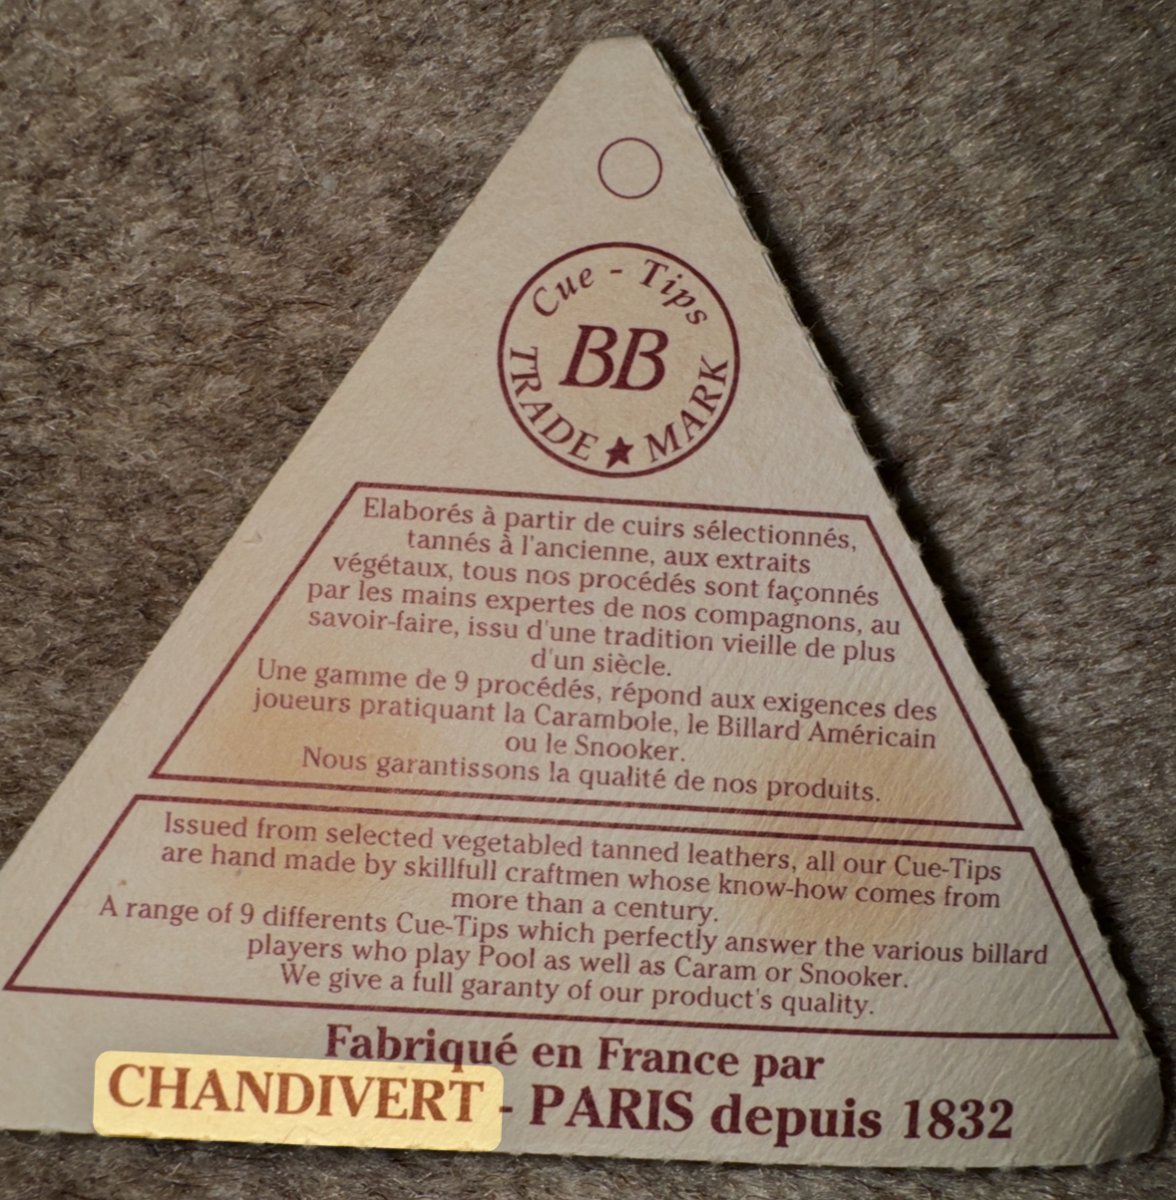 Cue - Tips
BB
TRADE ★ MARK
Elaborés à partir de cuirs sélectionnés,
tannés à l'ancienne, aux extraits
végétaux, tous nos procédés sont façonnés
par les mains expertes de nos compagnons, au
savoir-faire, issu d'une tradition vieille de plus
d'un siècle.
Une gamme de 9 procédés, répond aux exigences des
joueurs pratiquant la Carambole, le Billard Américain
ou le Snooker.
Nous garantissons la qualité de nos produits.
Issued from selected vegetabled tanned leathers, all our Cue-Tips
are hand made by skillfull craftmen whose know-how comes from
more than a century.
A range of 9 differents Cue-Tips which perfectly answer the various billard
players who play Pool as well as Caram or Snooker.
We give a full garanty of our product's quality.
Fabriqué en France par
CHANDIVERT - PARIS depuis 1832